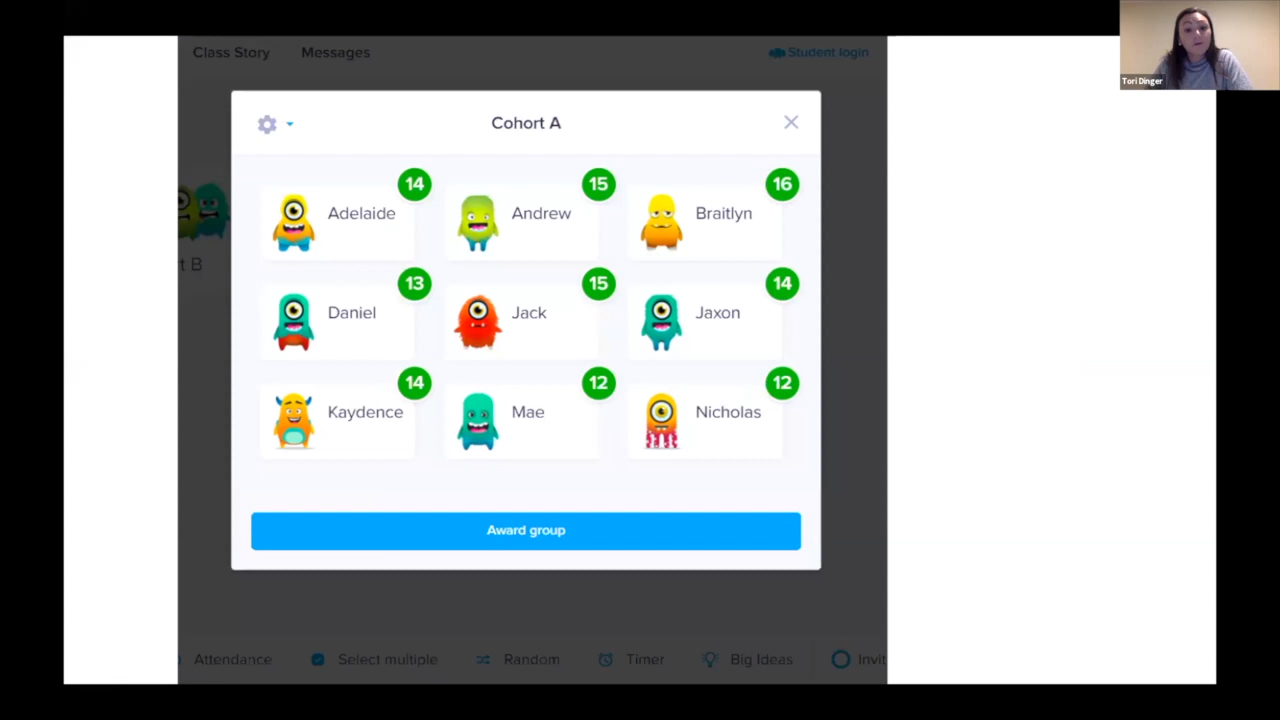 Class Story Messages Student login
Tori Dinger
Cohort A
14 15 16
Adelaide Andrew Braitlyn
t B
13 15 14
Daniel Jack Jaxon
14 12 12
Kaydence Mae Nicholas
Award group
Attendance Select multiple Random Timer Big Ideas Invit